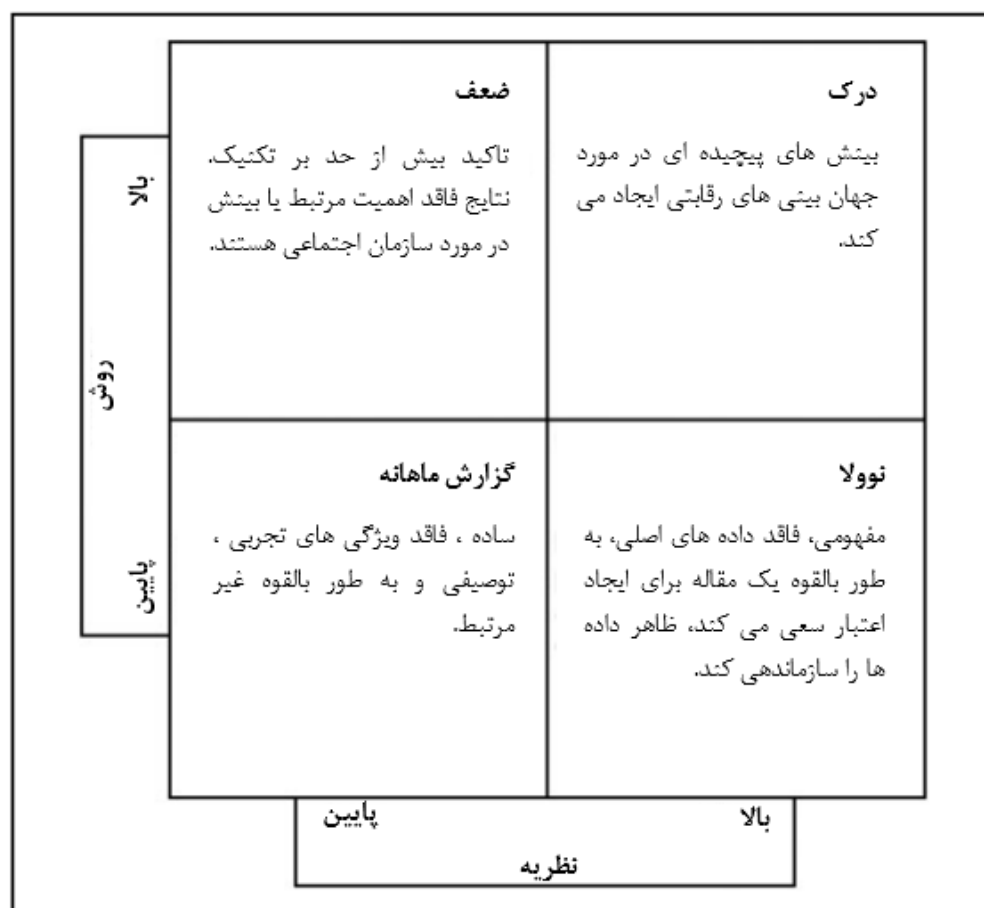 درک
بینش های پیچیده ای در مورد
جهان بینی های رقابتی ایجاد می
کند.
ضعف
تاکید بیش از حد بر تکنیک.
نتایج فاقد اهمیت مرتبط یا بینش
در مورد سازمان اجتماعی هستند.
بالا
روش
پایین
نوولا
مفهومی، فاقد داده های اصلی، به
طور بالقوه یک مقاله برای ایجاد
اعتبار سعی می کند، ظاهر داده
ها را سازماندهی کند.
گزارش ماهانه
ساده ، فاقد ویژگی های تجربی ،
توصیفی و به طور بالقوه غیر
مرتبط.
بالا
پایین
نظریه